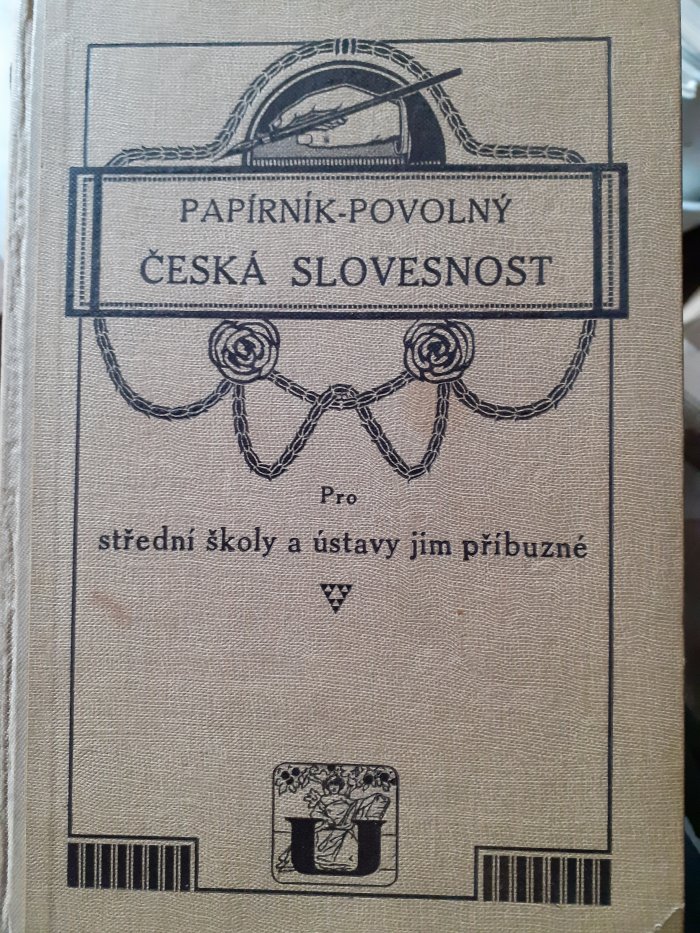 PAPÍRNÍK-POVOLNÝ
ČESKÁ SLOVESNOST
Pro
střední školy a ústavy jim příbuzné
U